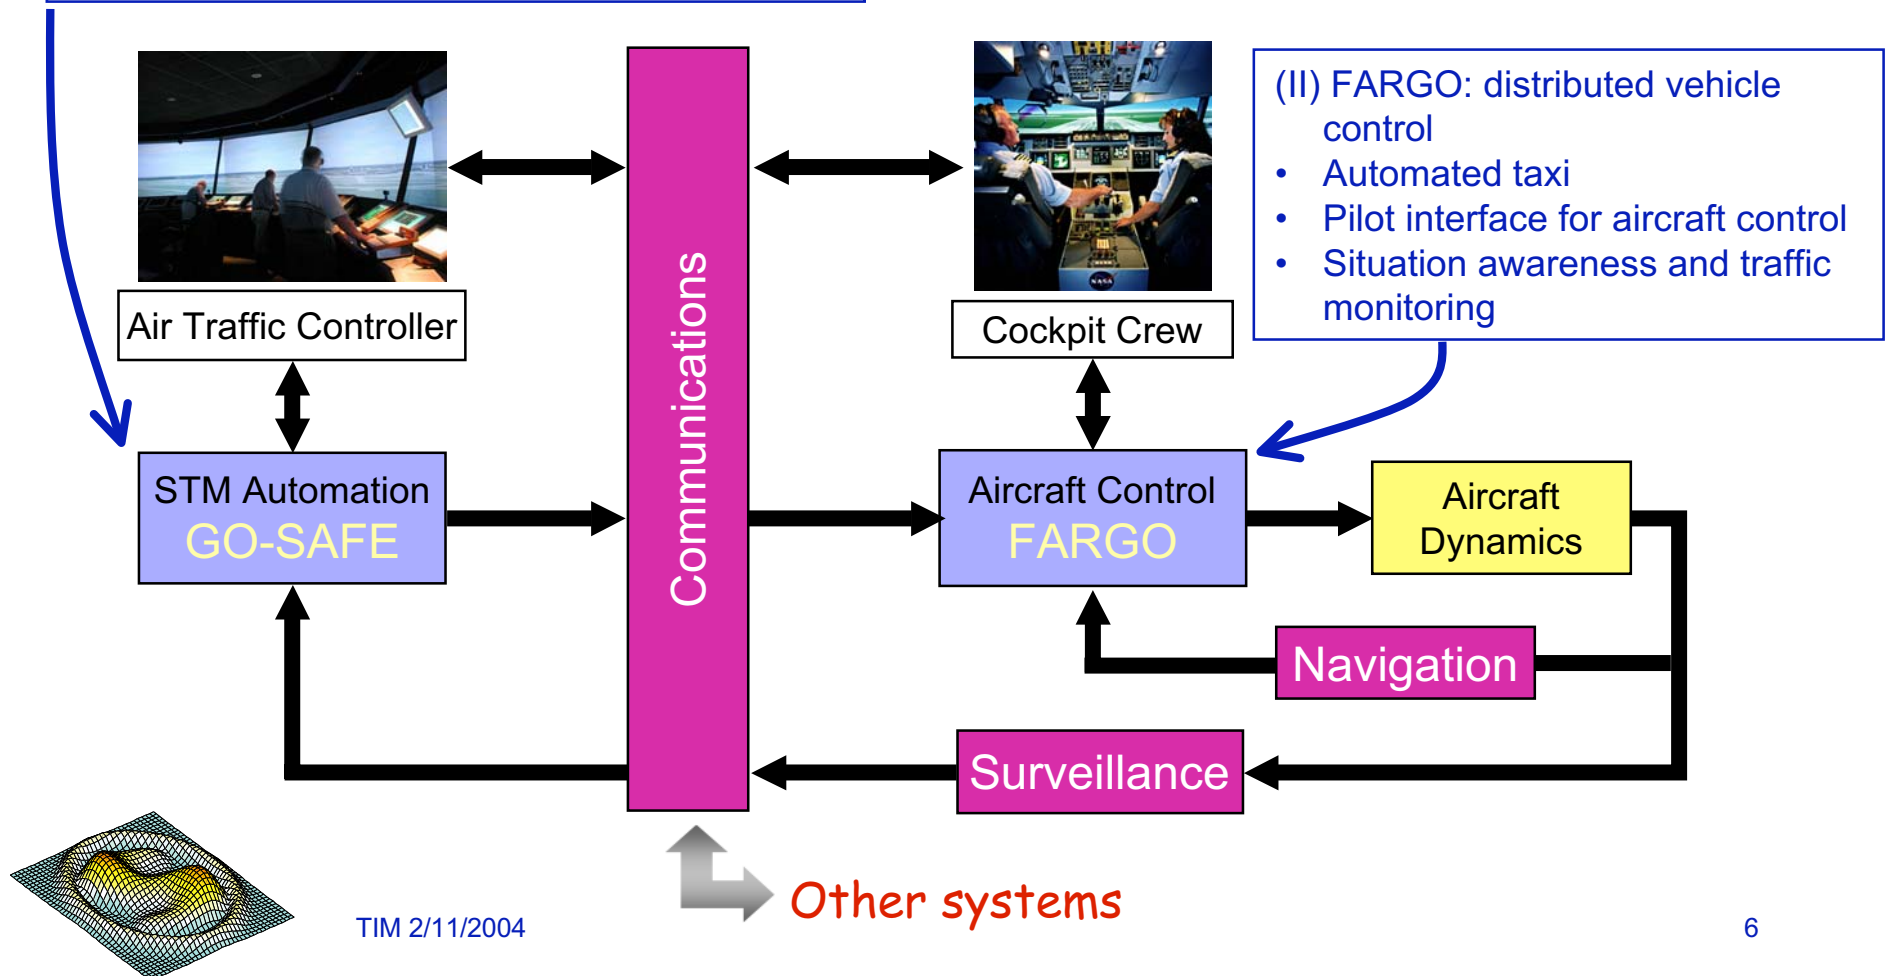 (II) FARGO: distributed vehicle
control
• Automated taxi
• Pilot interface for aircraft control
• Situation awareness and traffic
monitoring
NASA
Air Traffic Controller
Communications
Cockpit Crew
STM Automation
GO-SAFE
Aircraft Control
FARGO
Aircraft
Dynamics
Navigation
Surveillance
Other systems
TIM 2/11/2004
6